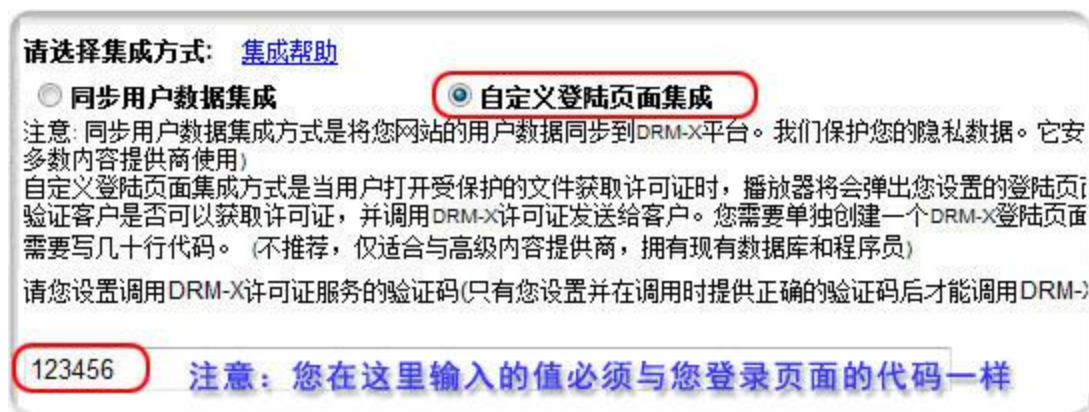 请选择集成方式: 集成帮助
同步用户数据集成 自定义登陆页面集成
注意: 同步用户数据集成方式是将您网站的用户数据同步到DRM-X平台。我们保护您的隐私数据。它安
多数内容提供商使用)
自定义登陆页面集成方式是当用户打开受保护的文件获取许可证时，播放器将会弹出您设置的登陆页
验证客户是否可以获取许可证，并调用DRM-X许可证发送给客户。您需要单独创建一个DRM-X登陆页面
需要写几十行代码。 (不推荐，仅适合与高级内容提供商，拥有现有数据库和程序员)
请您设置调用DRM-X许可证服务的验证码(只有您设置并在调用时提供正确的验证码后才能调用DRM-
123456 注意：您在这里输入的值必须与您登录页面的代码一样